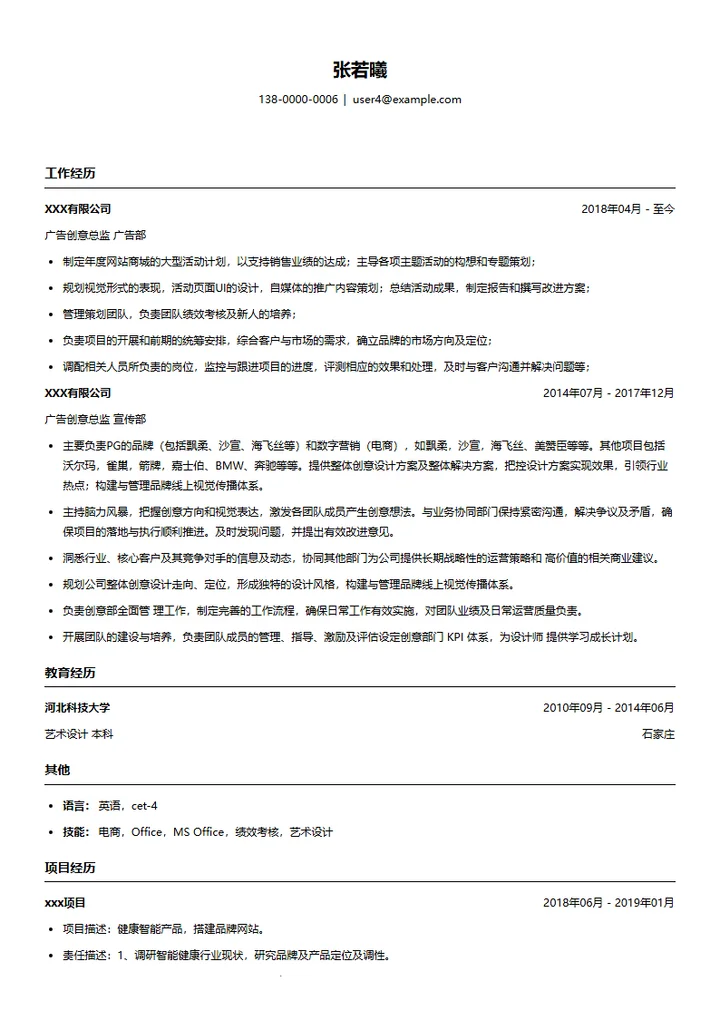 张若曦
138-0000-0006 | user4@example.com
工作经历
XXX有限公司 2018年04月 - 至今
广告创意总监 广告部
• 制定年度网站商城的大型活动计划，以支持销售业绩的达成；主导各项主题活动的构想和专题策划；
• 规划视觉形式的表现，活动页面UI的设计，自媒体的推广内容策划；总结活动成果，制定报告和撰写改进方案；
• 管理策划团队，负责团队绩效考核及新人的培养；
• 负责项目的开展和前期的统筹安排，综合客户与市场的需求，确立品牌的市场方向及定位；
• 调配相关人员所负责的岗位，监控与跟进项目的进度，评测相应的效果和处理，及时与客户沟通并解决问题等；
XXX有限公司 2014年07月 - 2017年12月
广告创意总监 宣传部
• 主要负责PG的品牌（包括飘柔、沙宣、海飞丝等）和数字营销（电商），如飘柔，沙宣，海飞丝、美赞臣等等。其他项目包括
沃尔玛，雀巢，箭牌，嘉士伯、BMW、奔驰等等。提供整体创意设计方案及整体解决方案，把控设计方案实现效果，引领行业
热点；构建与管理品牌线上视觉传播体系。
• 主持脑力风暴，把握创意方向和视觉表达，激发各团队成员产生创意想法。与业务协同部门保持紧密沟通，解决争议及矛盾，确
保项目的落地与执行顺利推进。及时发现问题，并提出有效改进意见。
• 洞悉行业、核心客户及其竞争对手的信息及动态，协同其他部门为公司提供长期战略性的运营策略和 高价值的相关商业建议。
• 规划公司整体创意设计走向、定位，形成独特的设计风格，构建与管理品牌线上视觉传播体系。
• 负责创意部全面管 理工作，制定完善的工作流程，确保日常工作有效实施，对团队业绩及日常运营质量负责。
• 开展团队的建设与培养，负责团队成员的管理、指导、激励及评估设定创意部门 KPI 体系，为设计师 提供学习成长计划。
教育经历
河北科技大学 2010年09月 - 2014年06月
艺术设计 本科 石家庄
其他
• 语言：英语，cet-4
• 技能：电商，Office，MS Office，绩效考核，艺术设计
项目经历
xxx项目 2018年06月 - 2019年01月
• 项目描述：健康智能产品，搭建品牌网站。
• 责任描述：1、调研智能健康行业现状，研究品牌及产品定位及调性。